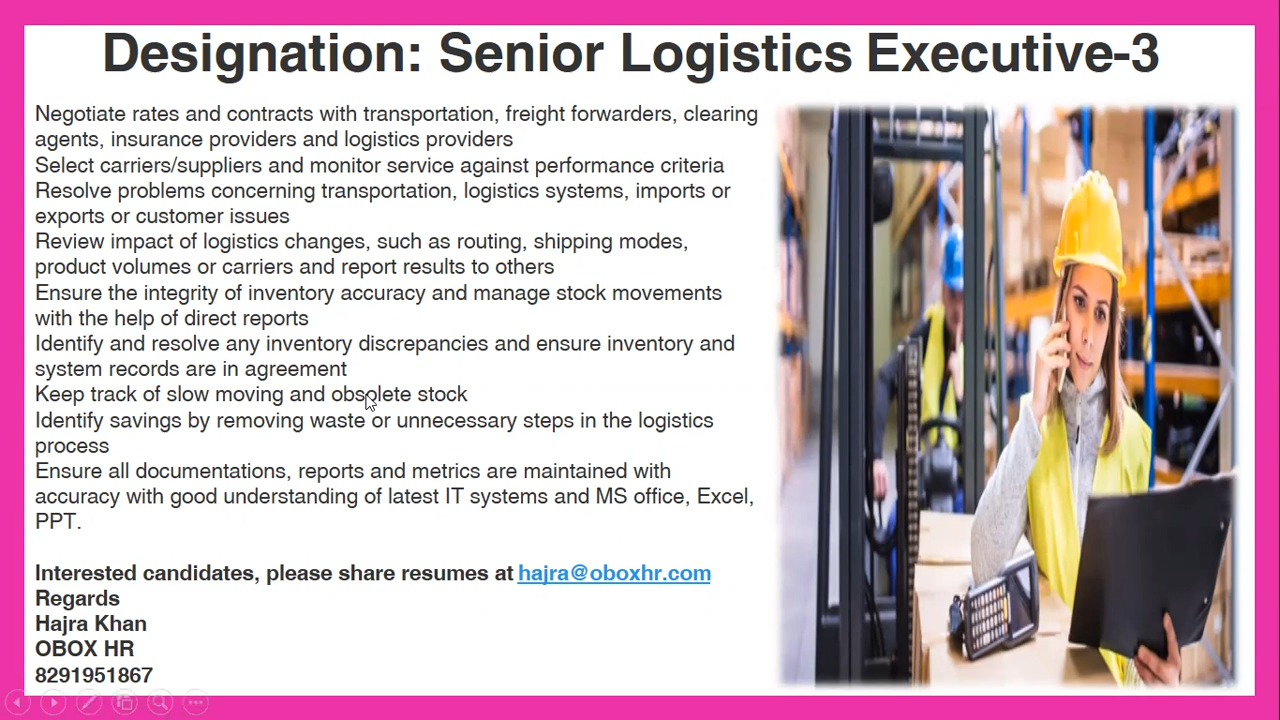 Designation: Senior Logistics Executive-3
Negotiate rates and contracts with transportation, freight forwarders, clearing
agents, insurance providers and logistics providers
Select carriers/suppliers and monitor service against performance criteria
Resolve problems concerning transportation, logistics systems, imports or
exports or customer issues
Review impact of logistics changes, such as routing, shipping modes,
product volumes or carriers and report results to others
Ensure the integrity of inventory accuracy and manage stock movements
with the help of direct reports
Identify and resolve any inventory discrepancies and ensure inventory and
system records are in agreement
Keep track of slow moving and obsolete stock
Identify savings by removing waste or unnecessary steps in the logistics
process
Ensure all documentations, reports and metrics are maintained with
accuracy with good understanding of latest IT systems and MS office, Excel,
PPT.
Interested candidates, please share resumes at hajra@oboxhr.com
Regards
Hajra Khan
OBOX HR
8291951867